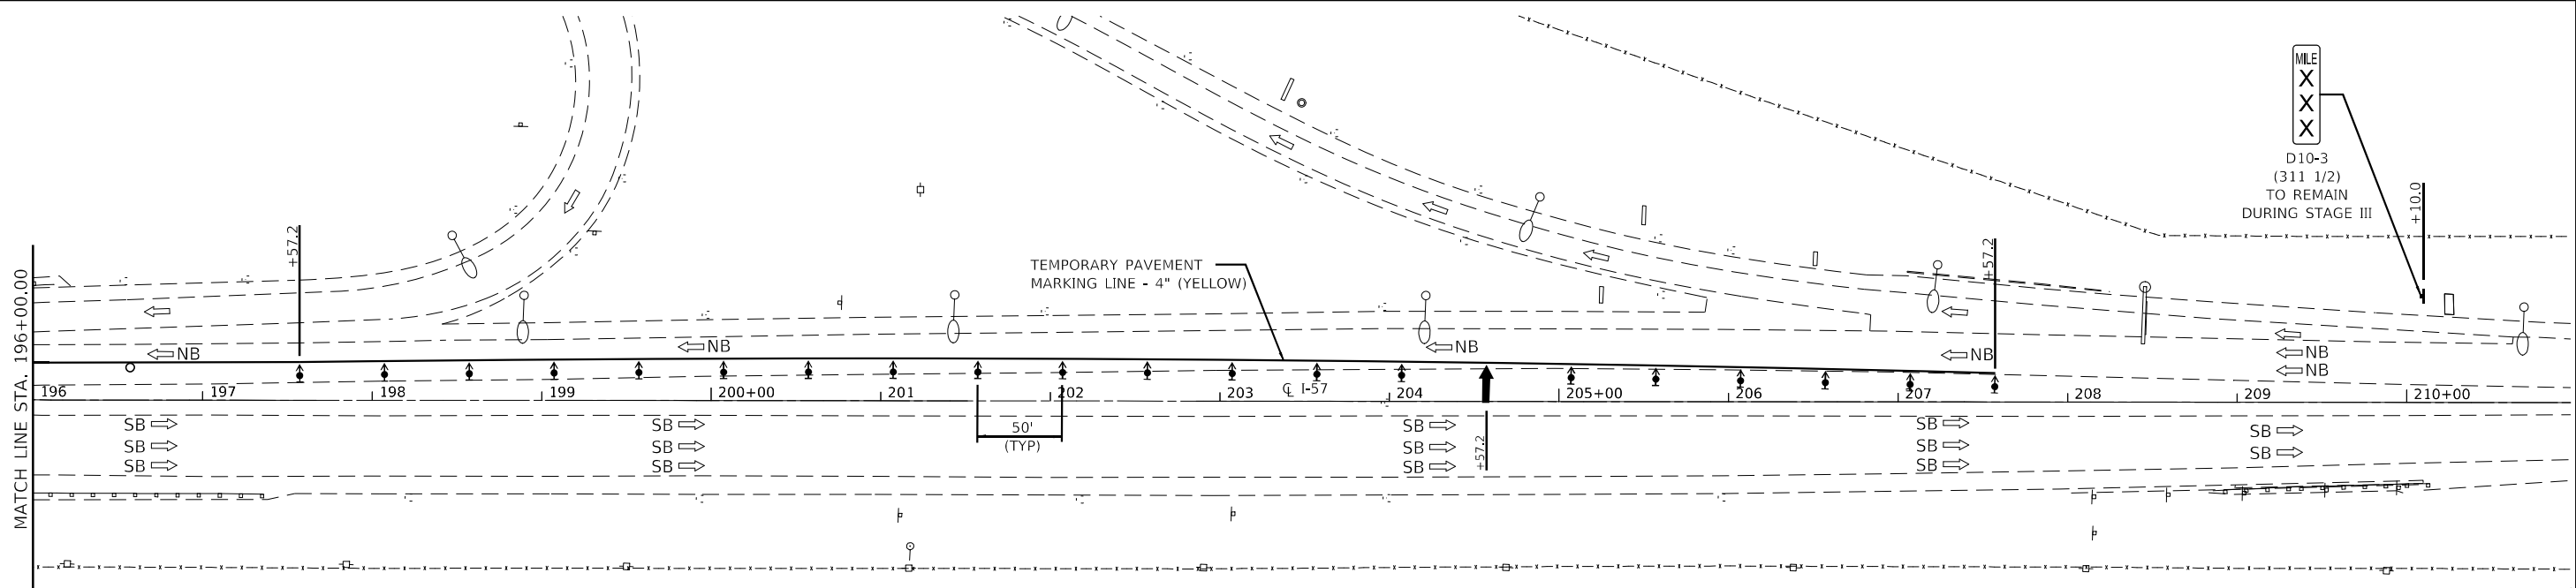 MILE
X
X
X
D10-3
(311 1/2)
TO REMAIN
DURING STAGE III
+10.0
+57.2
TEMPORARY PAVEMENT
MARKING LINE - 4" (YELLOW)
+57.2
MATCH LINE STA. 196+00.00
NB
NB
NB
NB
NB
NB
196
197
198
199
200+00
201
202
203
℄ I-57
204
205+00
206
207
208
209
210+00
50'
(TYP)
+57.2
SB
SB
SB
SB
SB
SB
SB
SB
SB
SB
SB
SB
SB
SB